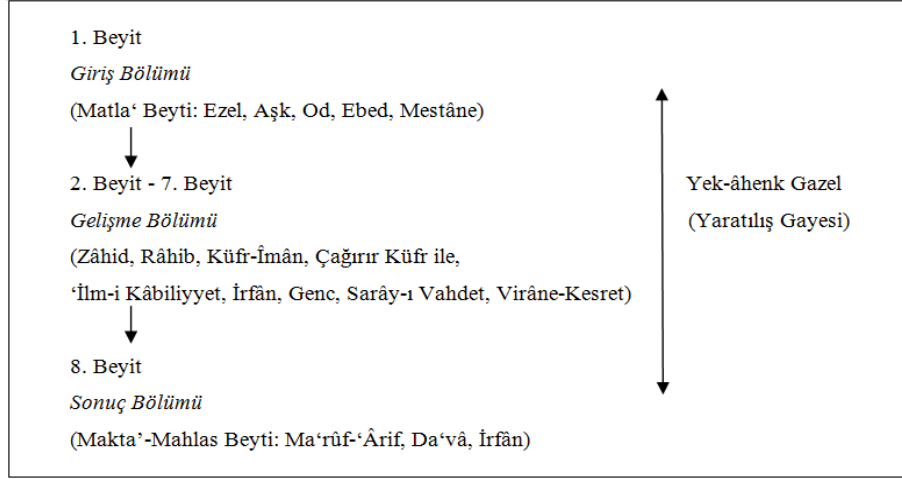 1. Beyit
Giriş Bölümü
(Matla‘ Beyti: Ezel, Aşk, Od, Ebed, Mestâne)
2. Beyit - 7. Beyit
Gelişme Bölümü
(Zâhid, Râhib, Küfr-Îmân, Çağırır Küfr ile,
‘İlm-i Kâbiliyyet, İrfân, Genc, Sarây-ı Vahdet, Virâne-Kesret)
8. Beyit
Sonuç Bölümü
(Makta’-Mahlas Beyti: Ma‘rûf-‘Ârif, Da‘vâ, İrfân)
Yek-âhenk Gazel
(Yaratılış Gayesi)